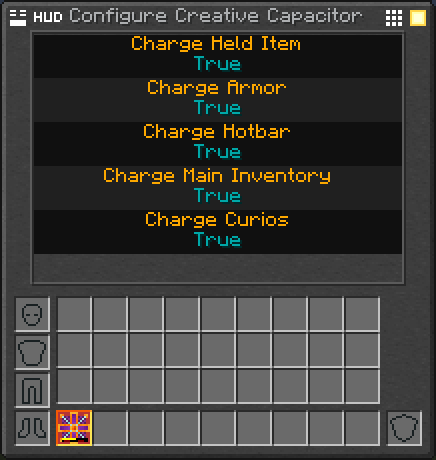 HUD Configure Creative Capacitor
Charge Held Item
True
Charge Armor
True
Charge Hotbar
True
Charge Main Inventory
True
Charge Curios
True